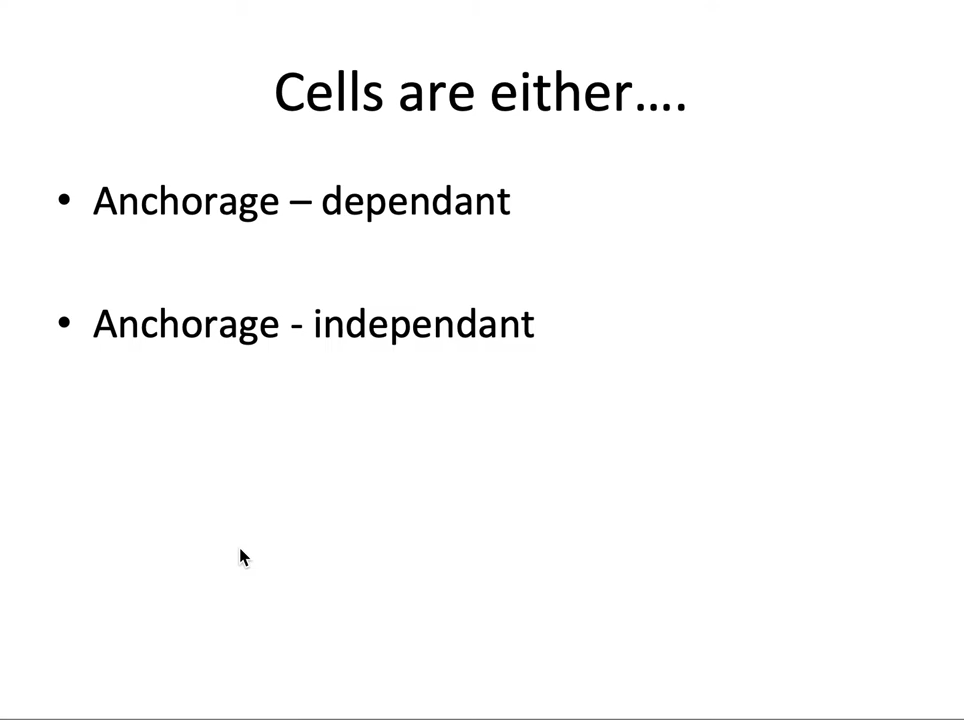 Cells are either….
• Anchorage – dependant
• Anchorage - independant